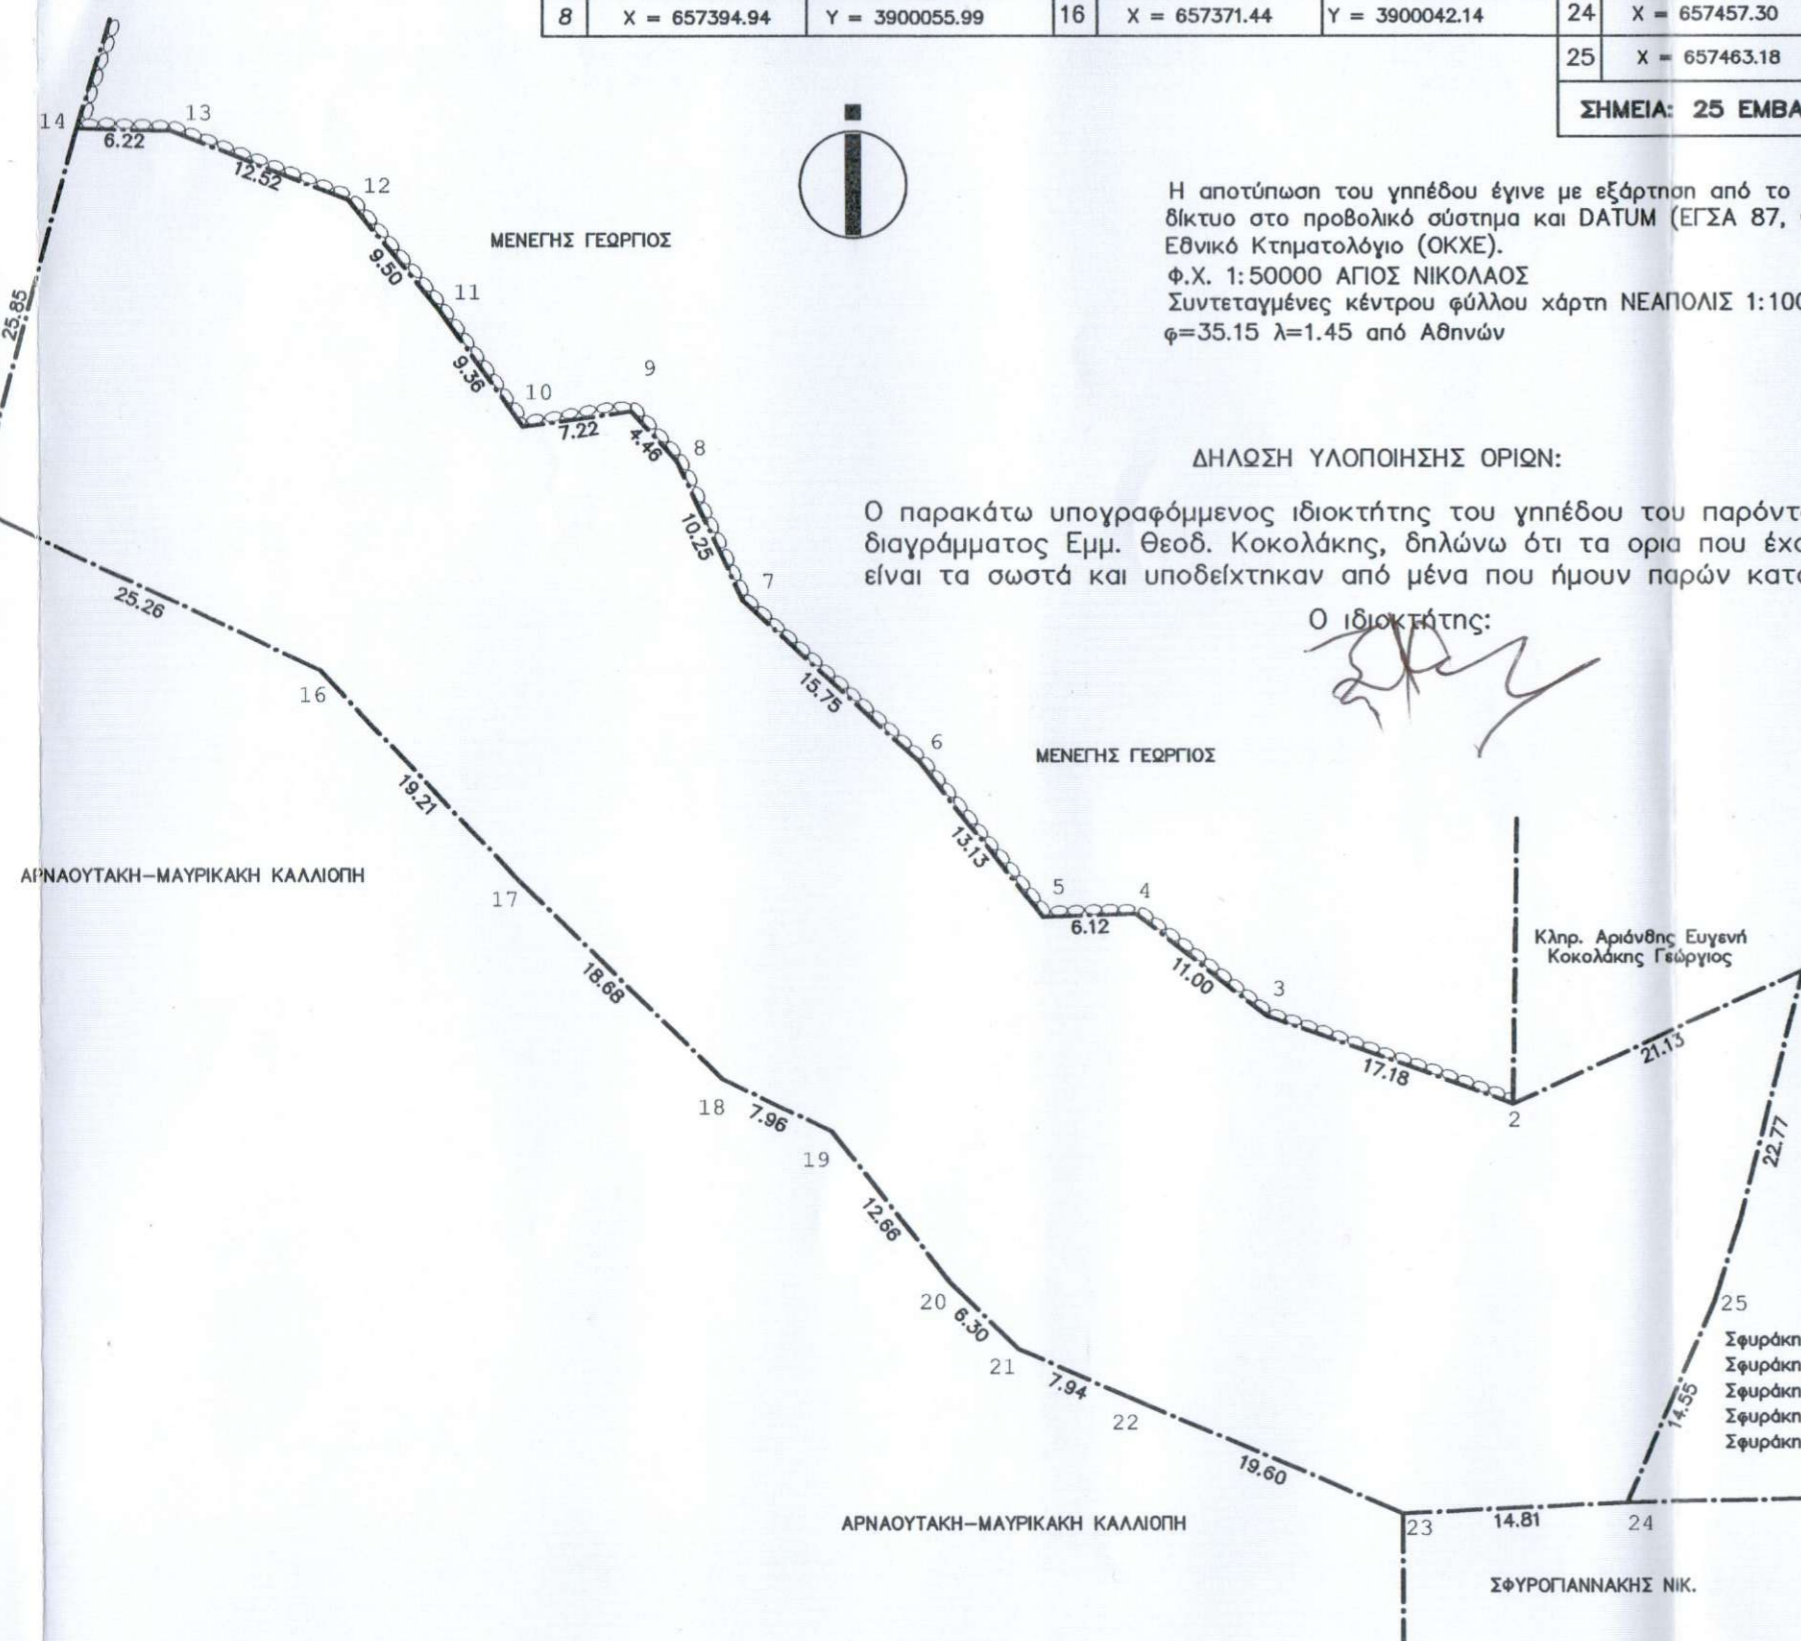 8 X = 657394.94 Y = 3900055.99 16 X = 657371.44 Y = 3900042.14 24 X = 657457.30
25 X = 657463.18
ΣΗΜΕΙΑ: 25
Η αποτύπωση του γηπέδου έγινε με εξάρτηση από το
δίκτυο στο προβολικό σύστημα και DATUM (ΕΓΣΑ 87,
Εθνικό Κτηματολόγιο (ΟΚΧΕ).
Φ.Χ. 1:50000 ΑΓΙΟΣ ΝΙΚΟΛΑΟΣ
Συντεταγμένες κέντρου φύλλου χάρτη ΝΕΑΠΟΛΙΣ
φ=35.15 λ=1.45 από Αθηνών
14
13
6.22
12.52
12
ΜΕΝΕΓΗΣ ΓΕΩΡΓΙΟΣ
9.50
11
25.85
9.36
9
10
7.22
4.46
8
10.25
7
ΔΗΛΩΣΗ ΥΛΟΠΟΙΗΣΗΣ ΟΡΙΩΝ:
Ο παρακάτω υπογραφόμμενος ιδιοκτήτης του γηπέδου του
διαγράμματος Εμμ. Θεοδ. Κοκολάκης, δηλώνω ότι τα ορια που
είναι τα σωστά και υποδείχτηκαν από μένα που ήμουν παρών
Ο ιδιοκτήτης:
25.26
16
15.75
6
ΜΕΝΕΓΗΣ ΓΕΩΡΓΙΟΣ
19.21
13.13
ΑΡΝΑΟΥΤΑΚΗ-ΜΑΥΡΙΚΑΚΗ ΚΑΛΛΙΟΠΗ
17
5
4
6.12
Κληρ. Αριάνθης Ευγενή
Κοκολάκης Γεώργιος
18.68
11.00
3
21.13
17.18
18
7.96
2
22.77
19
12.66
20
6.30
25
21
7.94
Σφυράκη
Σφυράκη
Σφυράκη
Σφυράκη
Σφυράκη
14.55
22
19.60
ΑΡΝΑΟΥΤΑΚΗ-ΜΑΥΡΙΚΑΚΗ ΚΑΛΛΙΟΠΗ
23
14.81
24
ΣΦΥΡΟΓΙΑΝΝΑΚΗΣ ΝΙΚ.